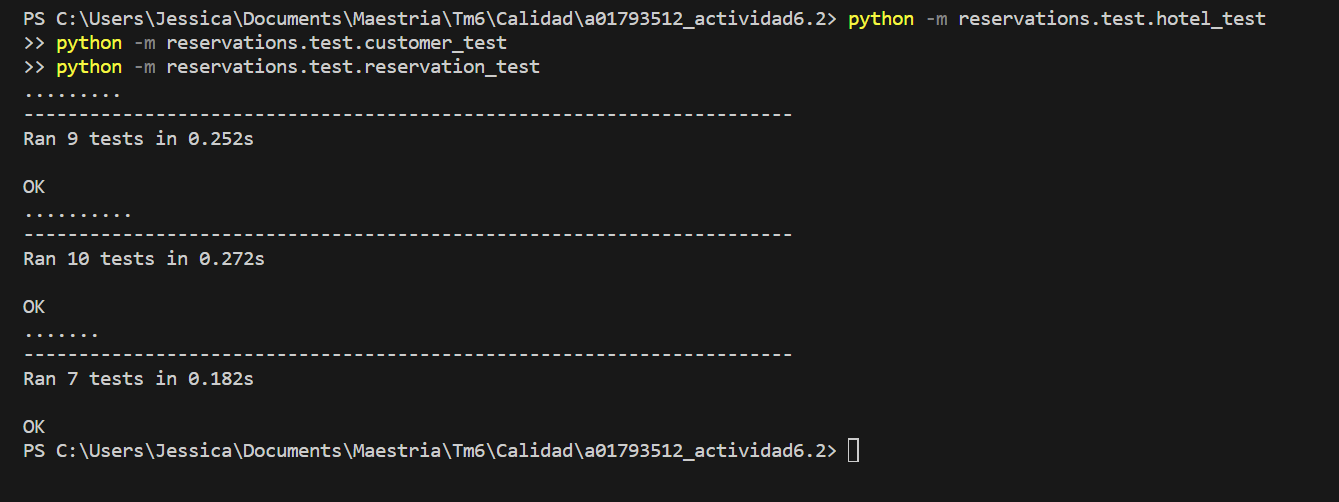 PS C:\Users\Jessica\Documents\Maestria\Tm6\Calidad\a01793512_actividad6.2> python -m reservations.test.hotel_test
>> python -m reservations.test.customer_test
>> python -m reservations.test.reservation_test
.........
----------------------------------------------------------------------
Ran 9 tests in 0.252s
OK
..........
----------------------------------------------------------------------
Ran 10 tests in 0.272s
OK
.......
----------------------------------------------------------------------
Ran 7 tests in 0.182s
OK
PS C:\Users\Jessica\Documents\Maestria\Tm6\Calidad\a01793512_actividad6.2>